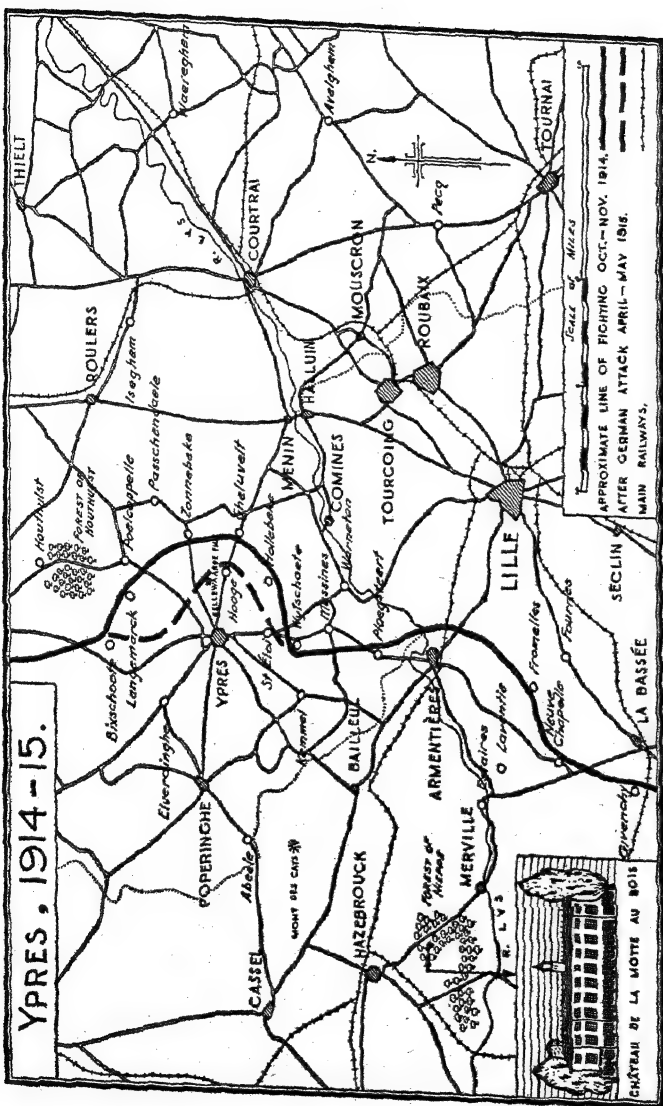 YPRES, 1914-15.
THIELT
Houthulst
FOREST OF HOUTHULST
ROULERS
Iseghem
Bixschoote
Langemarck
Poelcappelle
Passchendaele
Waereghem
Elverdinghe
Zonnebeke
R. LYS
POPERINGHE
YPRES
Hooge
Gheluvelt
COURTRAI
Abeele
St Eloi
Hollebeke
CASSEL
MONT DES CATS
Kemmel
Wytschaete
MENIN
HALLUIN
Avelghem
Messines
COMINES
Warneton
MOUSCRON
N.
HAZEBROUCK
BAILLEUL
Ploegsteert
TOURCOING
ROUBAIX
Pecq
FOREST OF NIEPPE
ARMENTIÈRES
MERVILLE
Estaires
Laventie
LILLE
R. LYS
Fromelles
Neuve Chapelle
Fournes
TOURNAI
SECLIN
Givenchy
LA BASSÉE
CHÂTEAU DE LA MOTTE AU BOIS
SCALE OF MILES
APPROXIMATE LINE OF FIGHTING OCT.–NOV. 1914.
AFTER GERMAN ATTACK APRIL–MAY 1915.
MAIN RAILWAYS.